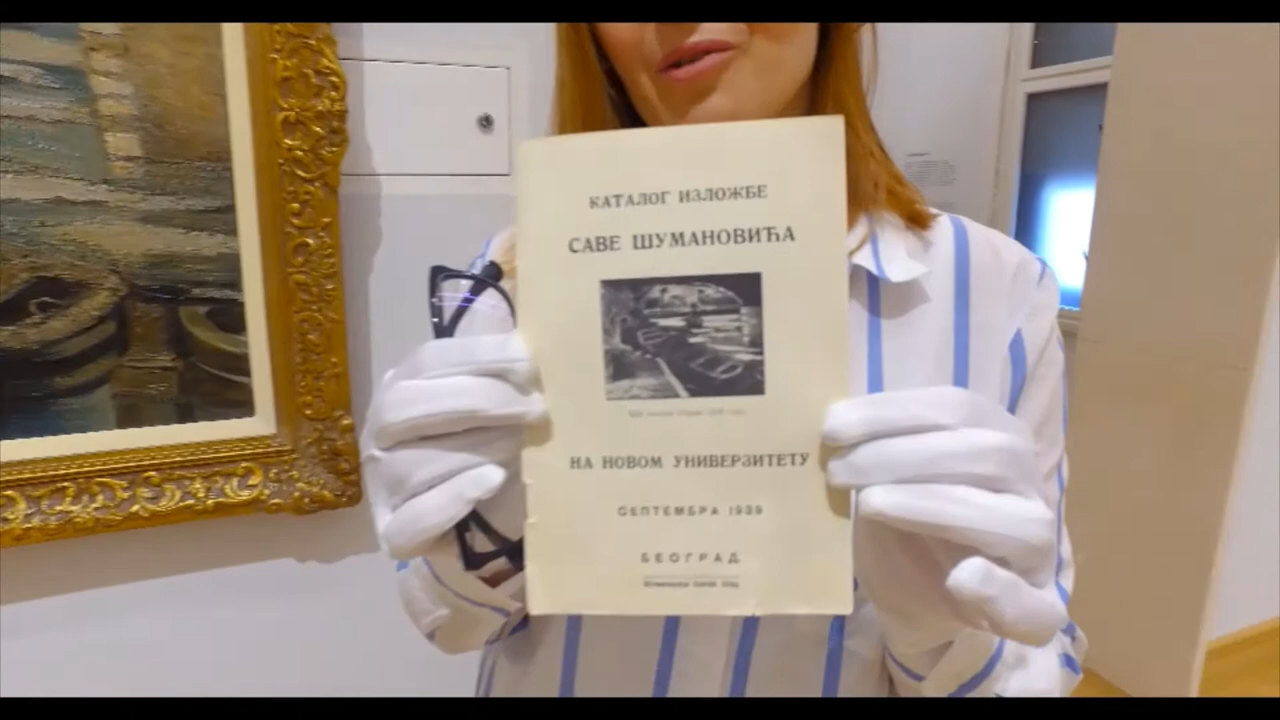 КАТАЛОГ ИЗЛОЖБЕ
САВЕ ШУМАНОВИЋА
НА НОВОМ УНИВЕРЗИТЕТУ
СЕПТЕМБРА 1939
БЕОГРАД